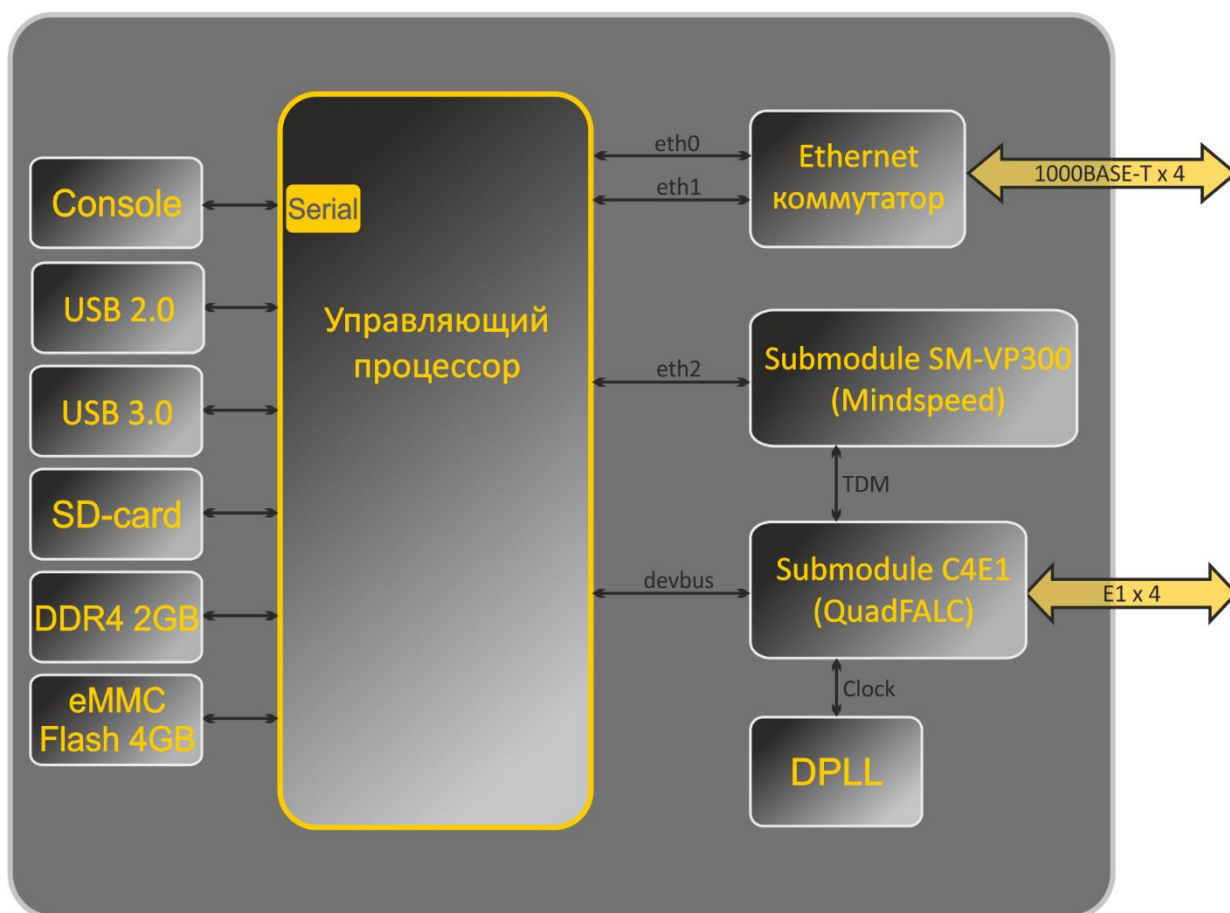 Console
USB 2.0
USB 3.0
SD-card
DDR4 2GB
eMMC
Flash 4GB
Serial
Управляющий
процессор
eth0
eth1
eth2
devbus
Ethernet
коммутатор
1000BASE-T x 4
Submodule SM-VP300
(Mindspeed)
TDM
Submodule C4E1
(QuadFALC)
E1 x 4
Clock
DPLL